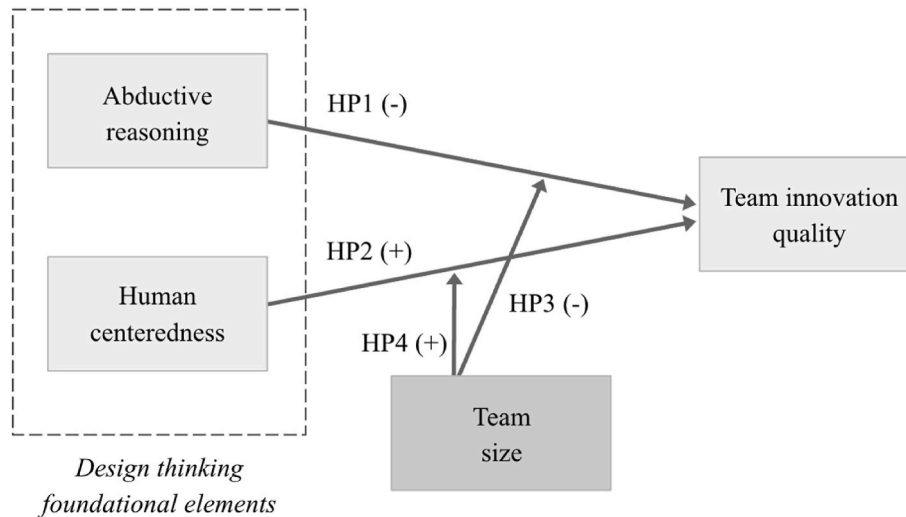 Abductive
reasoning
HP1 (-)
Team innovation
quality
HP2 (+)
Human
centeredness
HP3 (-)
HP4 (+)
Team
size
Design thinking
foundational elements